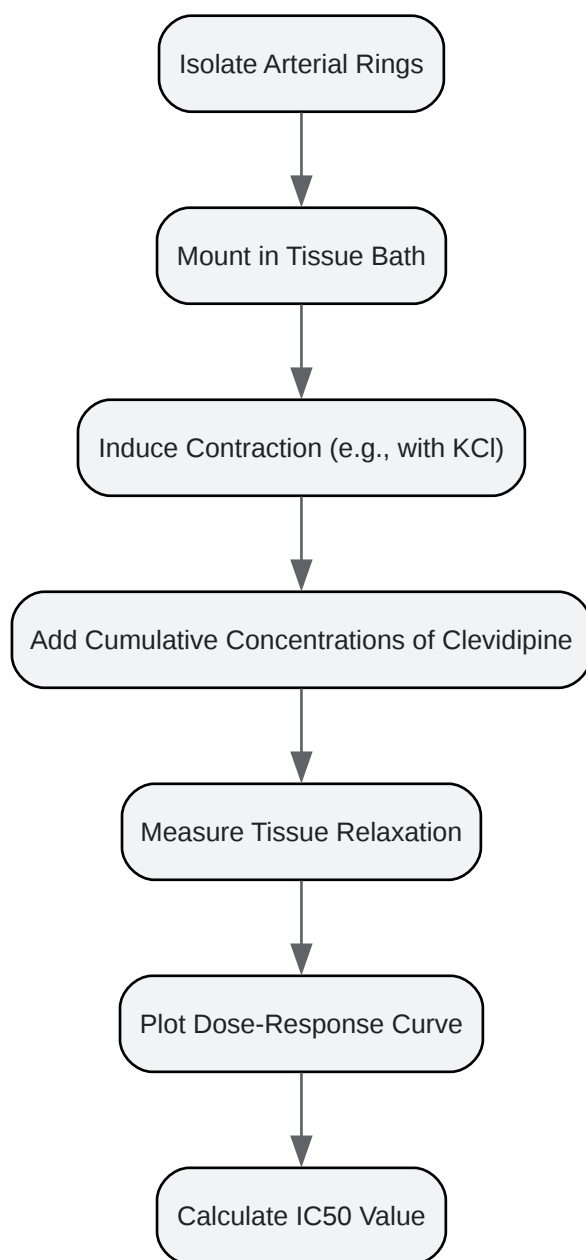 Isolate Arterial Rings
Mount in Tissue Bath
Induce Contraction (e.g., with KCl)
Add Cumulative Concentrations of Clevidipine
Measure Tissue Relaxation
Plot Dose-Response Curve
Calculate IC50 Value